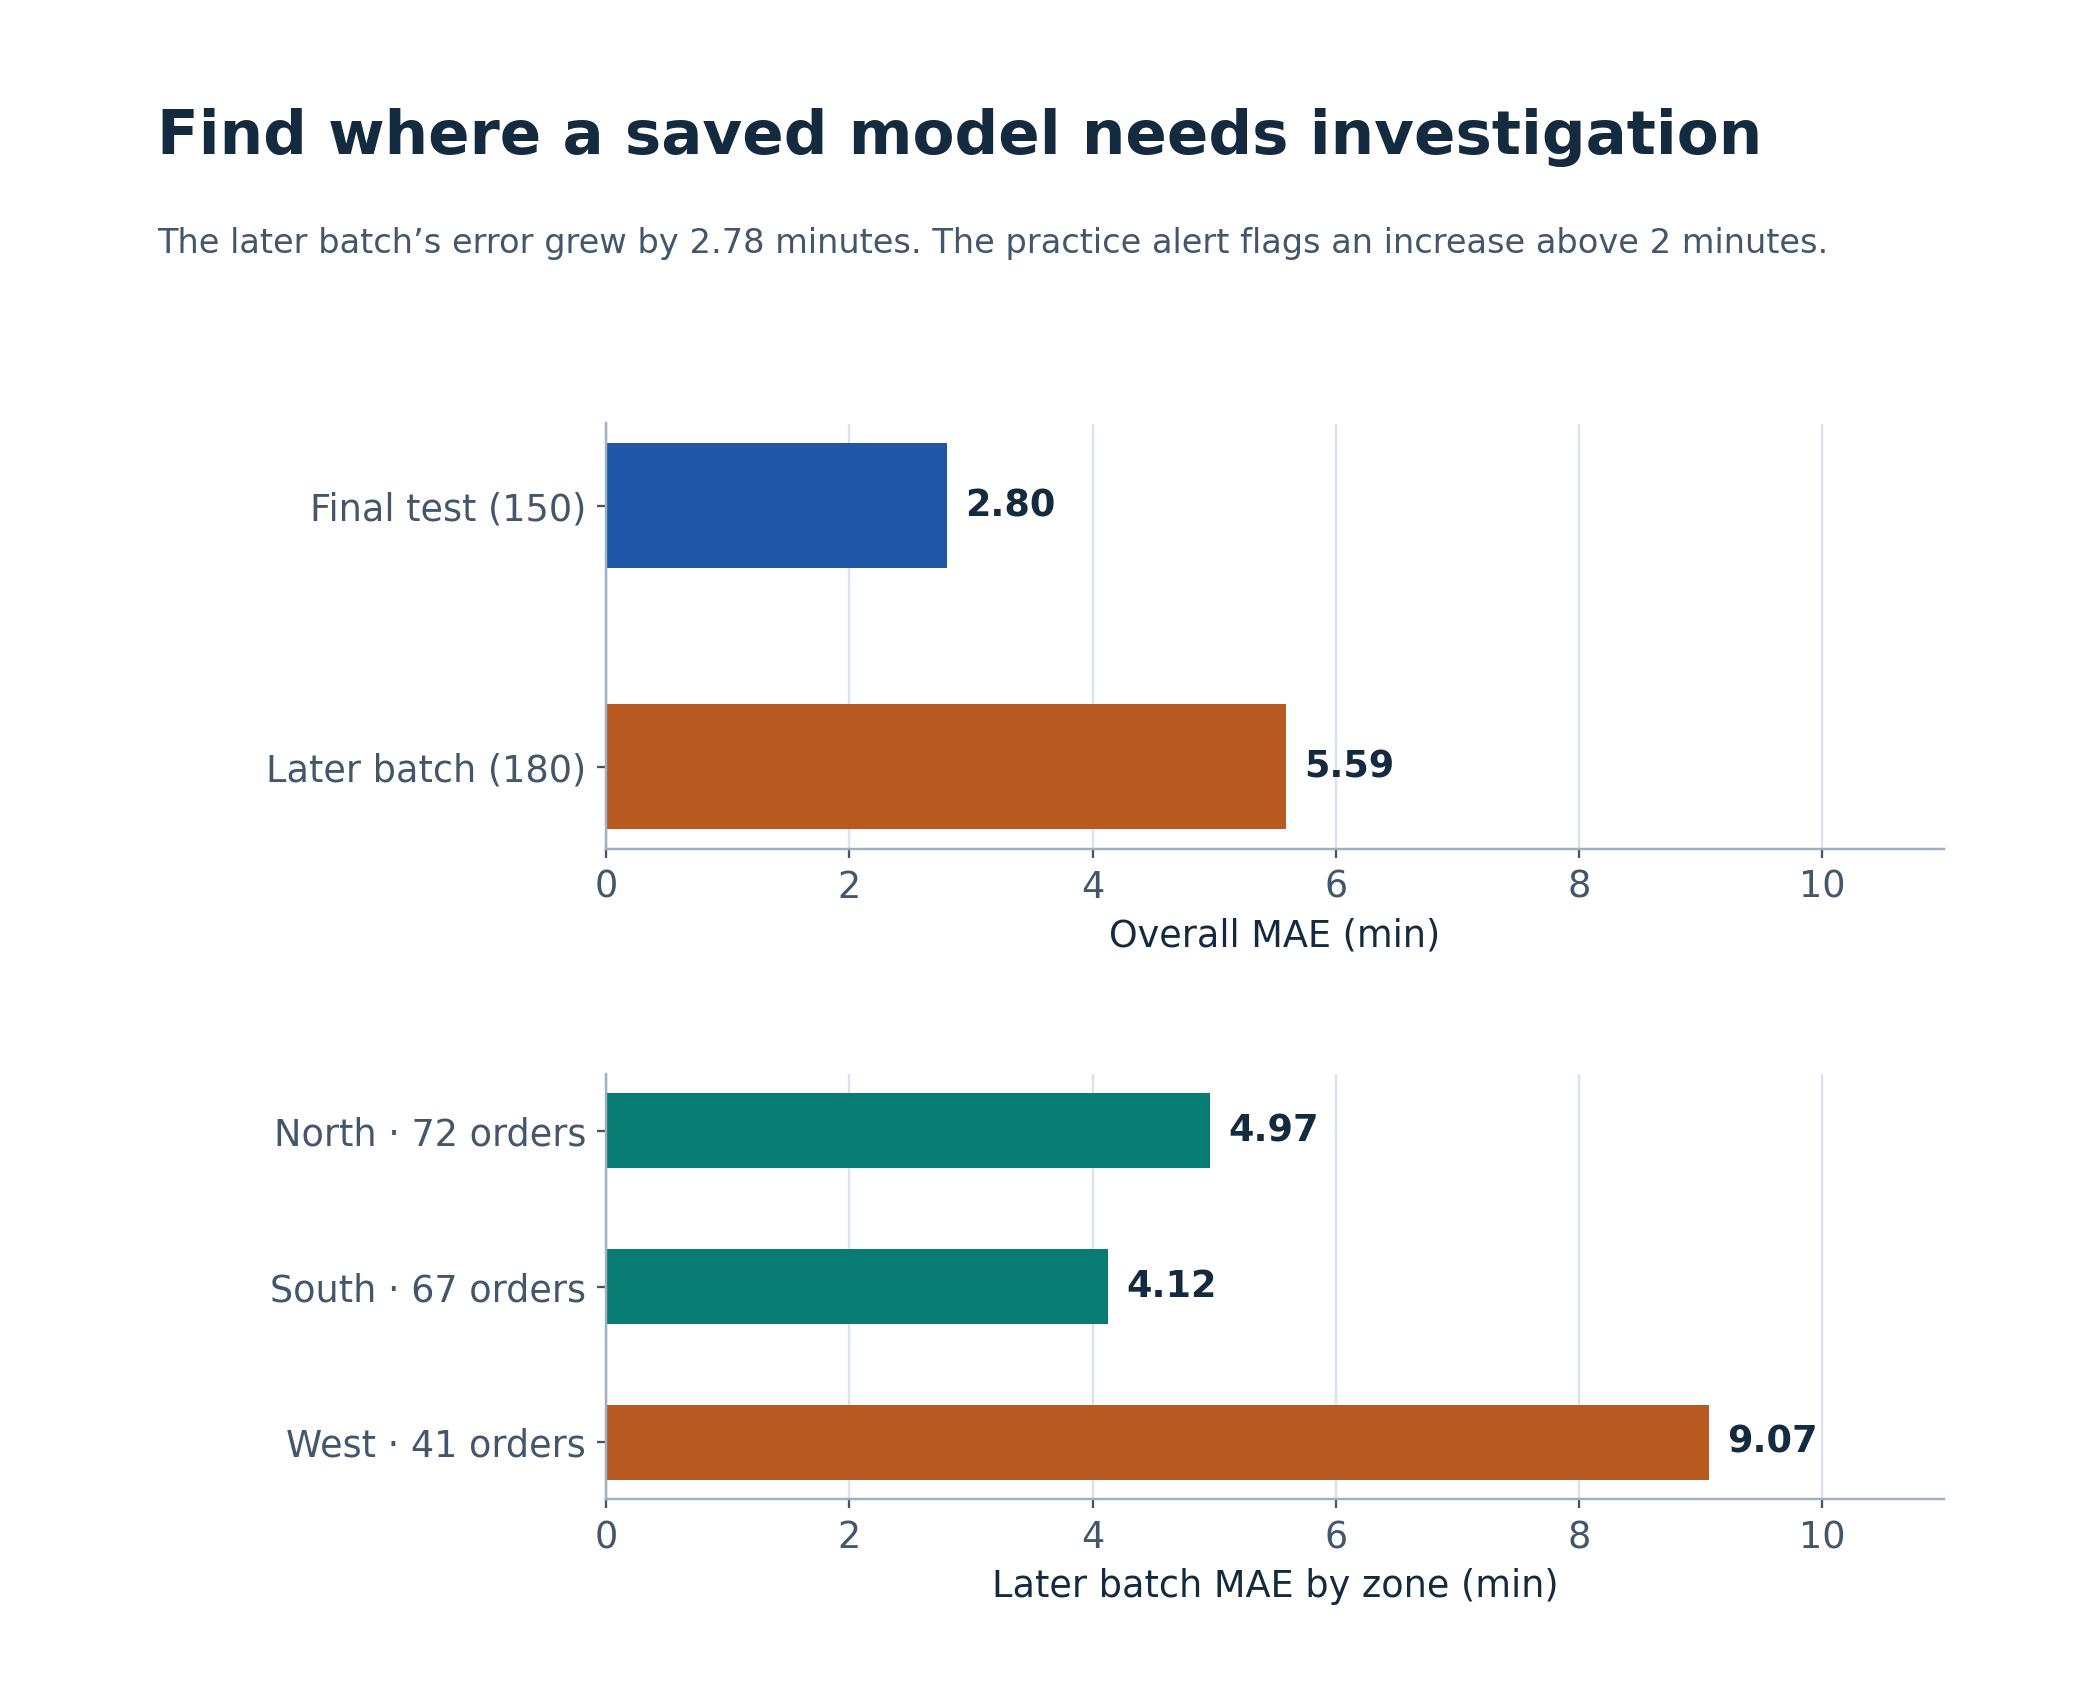 Find where a saved model needs investigation
The later batch’s error grew by 2.78 minutes. The practice alert flags an increase above 2 minutes.
Final test (150)
2.80
Later batch (180)
5.59
0 2 4 6 8 10
Overall MAE (min)
North · 72 orders
4.97
South · 67 orders
4.12
West · 41 orders
9.07
0 2 4 6 8 10
Later batch MAE by zone (min)